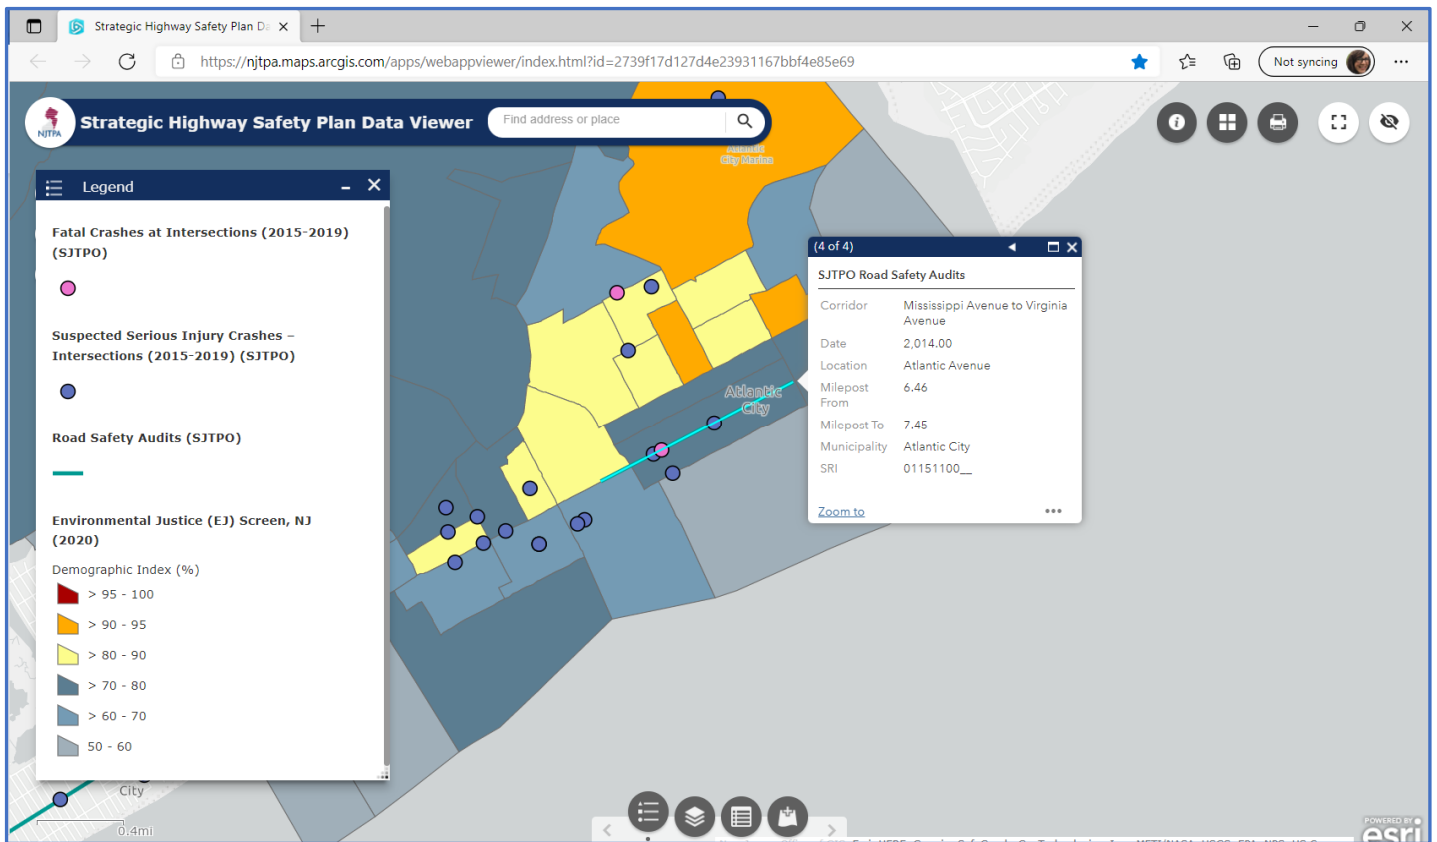 Strategic Highway Safety Plan Da
https://njtpa.maps.arcgis.com/apps/webappviewer/index.html?id=2739f17d127d4e23931167bbf4e85e69
Not syncing
NJTPA
Strategic Highway Safety Plan Data Viewer
Find address or place
Atlantic
City Marina
Legend
Fatal Crashes at Intersections (2015-2019)
(SJTPO)
Suspected Serious Injury Crashes –
Intersections (2015-2019) (SJTPO)
Road Safety Audits (SJTPO)
Environmental Justice (EJ) Screen, NJ
(2020)
Demographic Index (%)
> 95 - 100
> 90 - 95
> 80 - 90
> 70 - 80
> 60 - 70
50 - 60
(4 of 4)
SJTPO Road Safety Audits
Corridor Mississippi Avenue to Virginia
Avenue
Date 2,014.00
Location Atlantic Avenue
Milepost 6.46
From
Milepost To 7.45
Municipality Atlantic City
SRI 01151100__
Zoom to
Atlantic
City
City
0.4mi
POWERED BY
esri